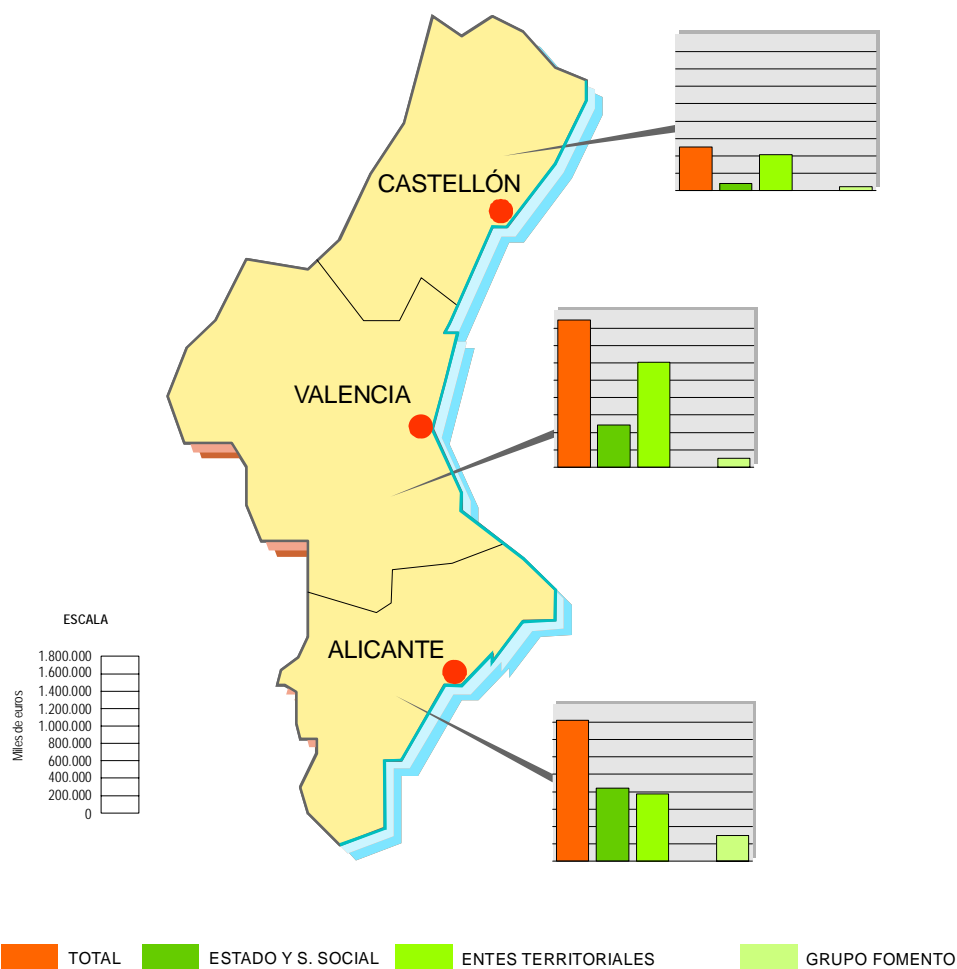 CASTELLÓN
VALENCIA
ALICANTE
ESCALA
Miles de euros
1.800.000
1.600.000
1.400.000
1.200.000
1.000.000
800.000
600.000
400.000
200.000
0
TOTAL ESTADO Y S. SOCIAL ENTES TERRITORIALES GRUPO FOMENTO